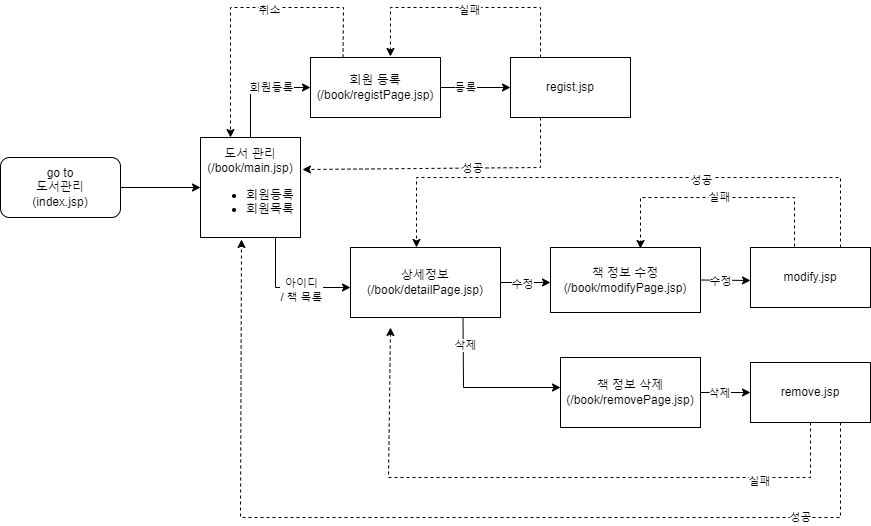 취소
실패
회원등록
회원 등록
(/book/registPage.jsp)
등록
regist.jsp
go to
도서관리
(index.jsp)
도서 관리
(/book/main.jsp)
• 회원등록
• 회원목록
성공
성공
실패
아이디
/ 책 목록
상세정보
(/book/detailPage.jsp)
수정
책 정보 수정
(/book/modifyPage.jsp)
수정
modify.jsp
삭제
책 정보 삭제
(/book/removePage.jsp)
삭제
remove.jsp
실패
성공